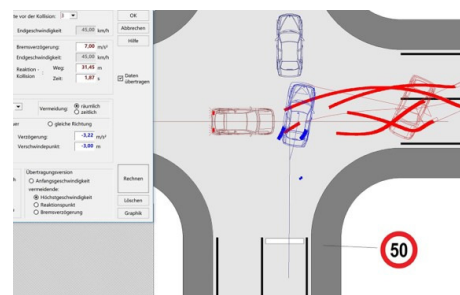 te vor der Kollision: 3
OK
Endgeschwindigkeit 45,00 km/h
Abbrechen
Hilfe
Bremsverzögerung: 7,00 m/s²
Endgeschwindigkeit: 45,00 km/h
Reaktion - Kollision
Weg: 31,45 m
Zeit: 1,87 s
Daten übertragen
Vermeidung: räumlich
zeitlich
gleiche Richtung
Verzögerung: -3,22 m/s²
Verschwindepunkt: -3,00 m
Übertragungsversion
Anfangsgeschwindigkeit
vermeidende:
Höchstgeschwindigkeit
Reaktionspunkt
Bremsverzögerung
Rechnen
Löschen
Graphik
50